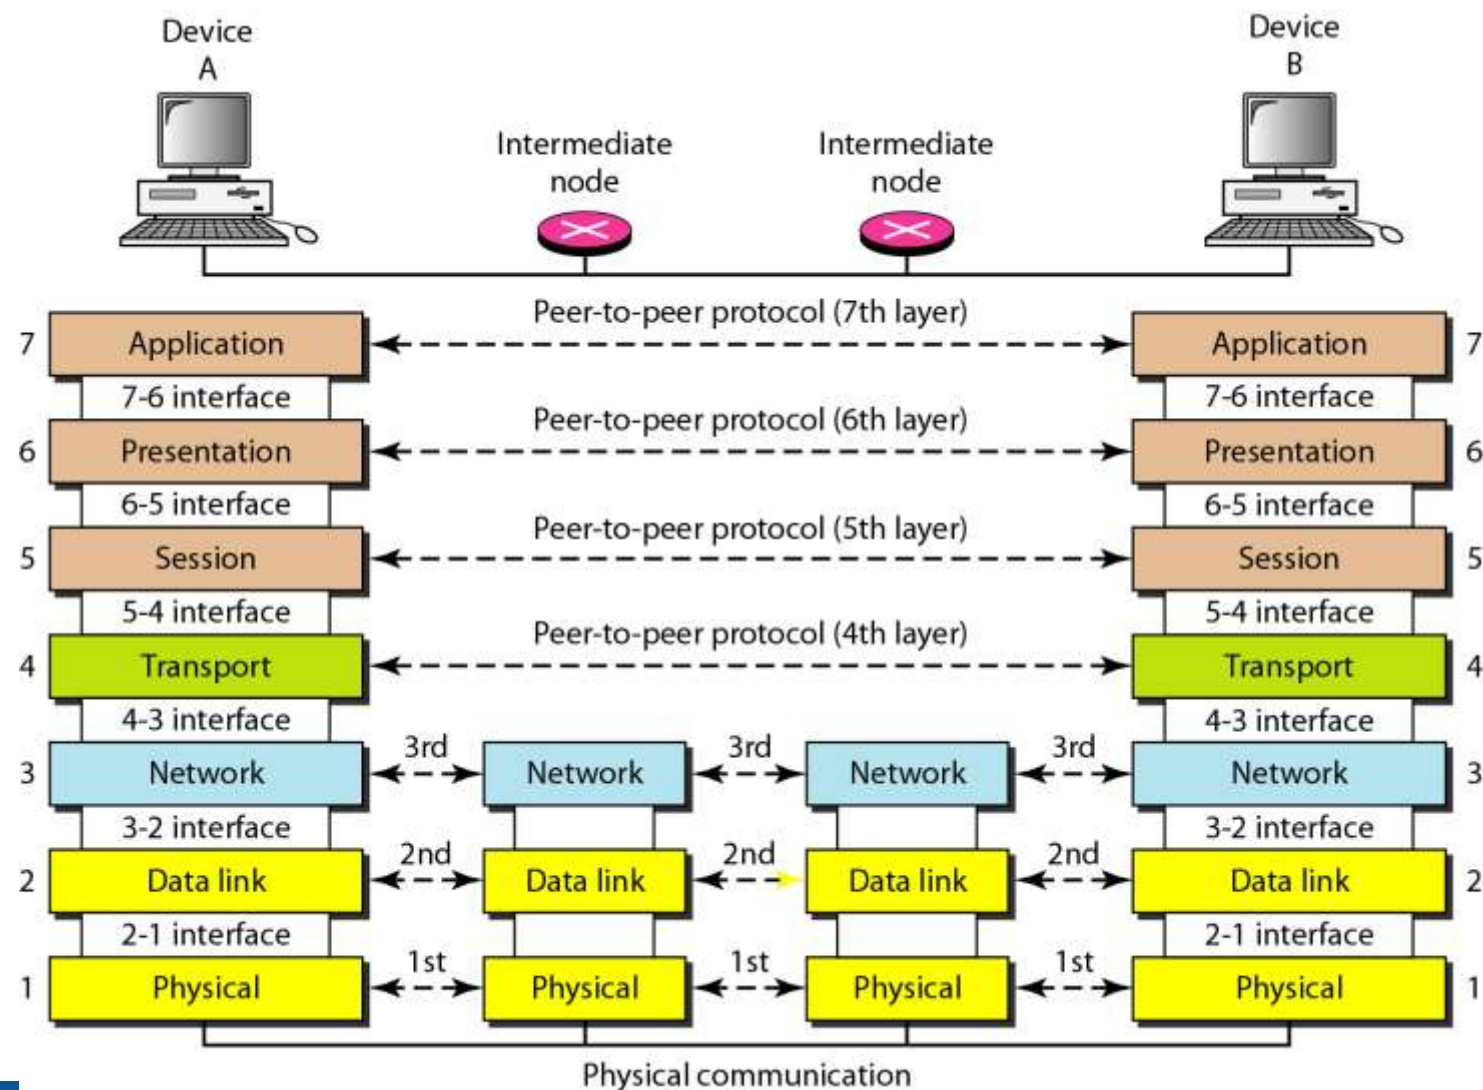 Device
A
Device
B
Intermediate
node
Intermediate
node
Peer-to-peer protocol (7th layer)
7 Application Application 7
7-6 interface 7-6 interface
Peer-to-peer protocol (6th layer)
6 Presentation Presentation 6
6-5 interface 6-5 interface
Peer-to-peer protocol (5th layer)
5 Session Session 5
5-4 interface 5-4 interface
Peer-to-peer protocol (4th layer)
4 Transport Transport 4
4-3 interface 4-3 interface
3rd 3rd 3rd
3 Network Network Network Network 3
3-2 interface 3-2 interface
2nd 2nd 2nd
2 Data link Data link Data link Data link 2
2-1 interface 2-1 interface
1st 1st 1st
1 Physical Physical Physical Physical 1
Physical communication